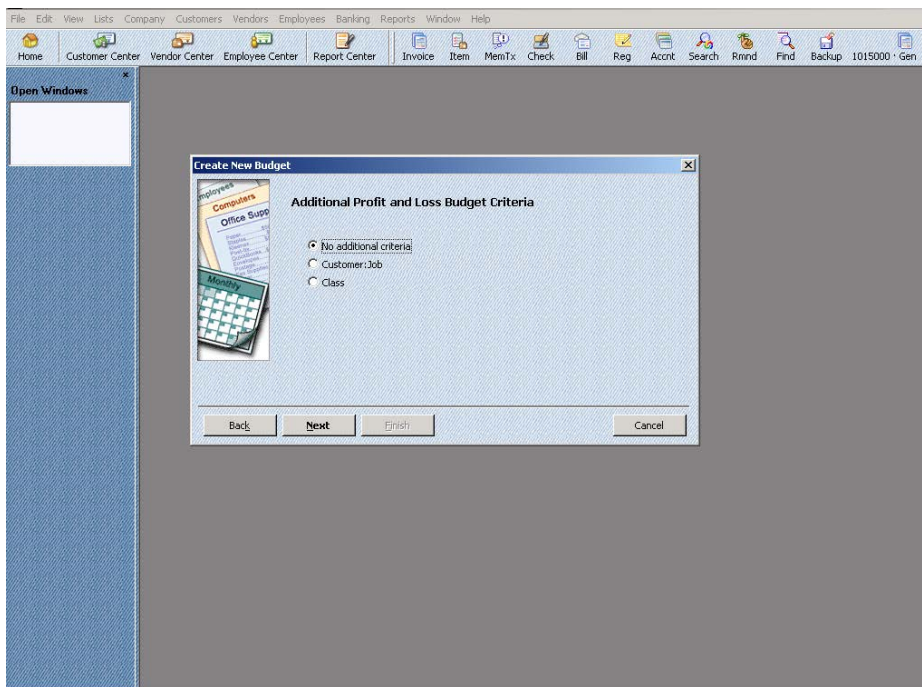 File Edit View Lists Company Customers Vendors Employees Banking Reports Window Help
Home Customer Center Vendor Center Employee Center Report Center Invoice Item MemTx Check Bill Reg Accnt Search Rmnd Find Backup 1015000 · Gen
Open Windows
Create New Budget
Employees
Computers
Office Supp
Monthly
Additional Profit and Loss Budget Criteria
No additional criteria
Customer:Job
Class
Back Next Finish Cancel